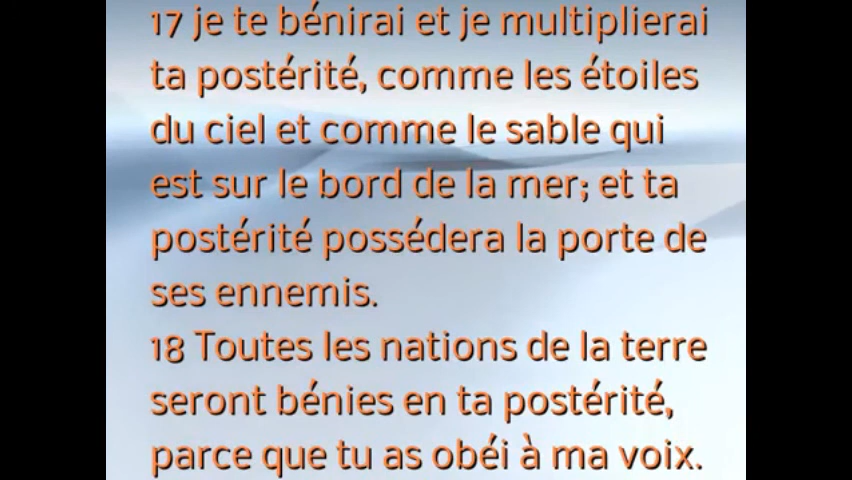 17 je te bénirai et je multiplierai
ta postérité, comme les étoiles
du ciel et comme le sable qui
est sur le bord de la mer; et ta
postérité possédera la porte de
ses ennemis.
18 Toutes les nations de la terre
seront bénies en ta postérité,
parce que tu as obéi à ma voix.